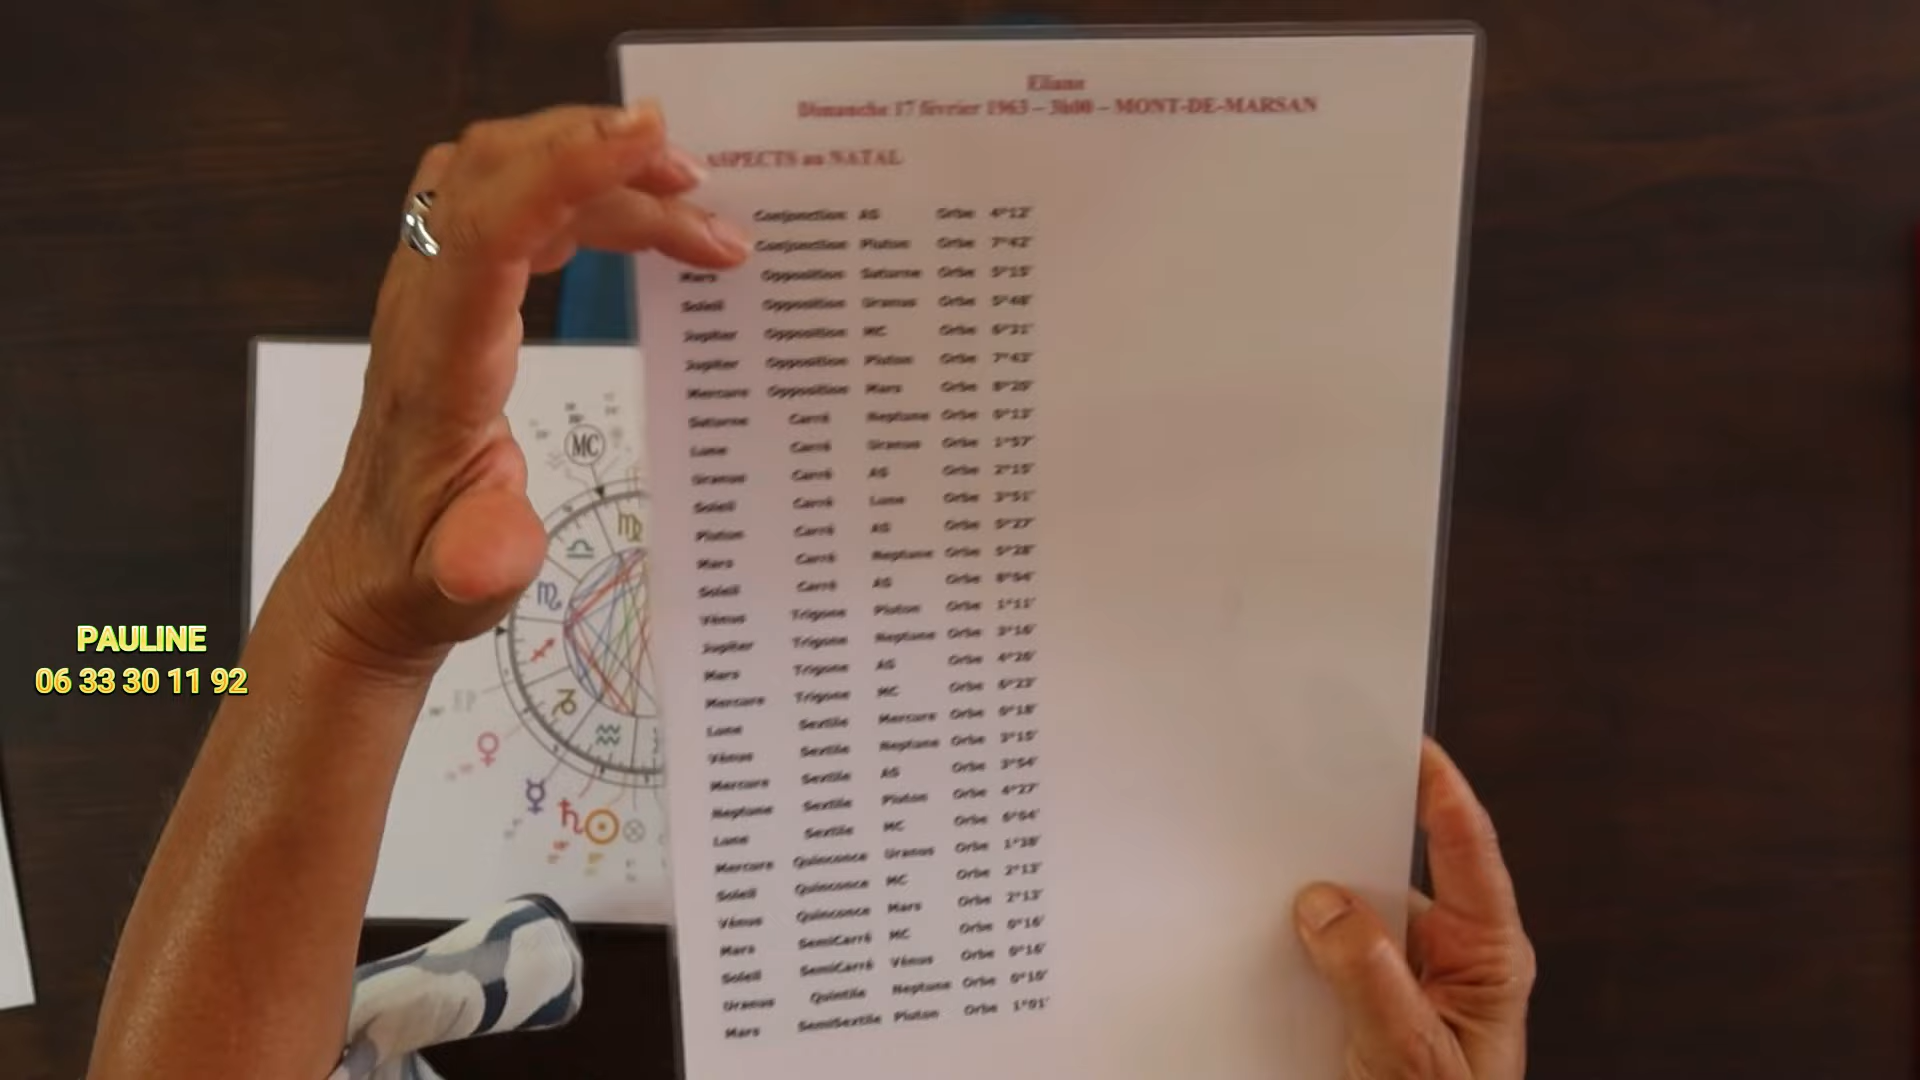 Eliane
Dimanche 17 février 1963 – 3h00 – MONT-DE-MARSAN
ASPECTS au NATAL
Conjonction AS Orbe 4°12'
Conjonction Pluton Orbe 7°42'
Mars Opposition Saturne Orbe 5°15'
Soleil Opposition Uranus Orbe 5°48'
Jupiter Opposition MC Orbe 6°31'
Jupiter Opposition Pluton Orbe 7°43'
Mercure Opposition Mars Orbe 8°20'
Saturne Carré Neptune Orbe 0°13'
Lune Carré Uranus Orbe 1°57'
Uranus Carré AS Orbe 2°15'
Soleil Carré Lune Orbe 3°51'
Pluton Carré AS Orbe 5°27'
Mars Carré Neptune Orbe 5°28'
Soleil Carré AS Orbe 8°04'
Vénus Trigone Pluton Orbe 1°11'
Jupiter Trigone Neptune Orbe 3°16'
Mars Trigone AS Orbe 4°26'
Mercure Trigone MC Orbe 6°23'
Lune Sextile Mercure Orbe 0°18'
Vénus Sextile Neptune Orbe 3°15'
Mercure Sextile AS Orbe 3°54'
Neptune Sextile Pluton Orbe 4°27'
Lune Sextile MC Orbe 6°04'
Mercure Quinconce Uranus Orbe 1°38'
Soleil Quinconce MC Orbe 2°13'
Vénus Quinconce Mars Orbe 2°13'
Mars SemiCarré MC Orbe 0°16'
Soleil SemiCarré Vénus Orbe 0°16'
Uranus Quintile Neptune Orbe 0°10'
Mars SemiSextile Pluton Orbe 1°01'
MC
PAULINE
06 33 30 11 92